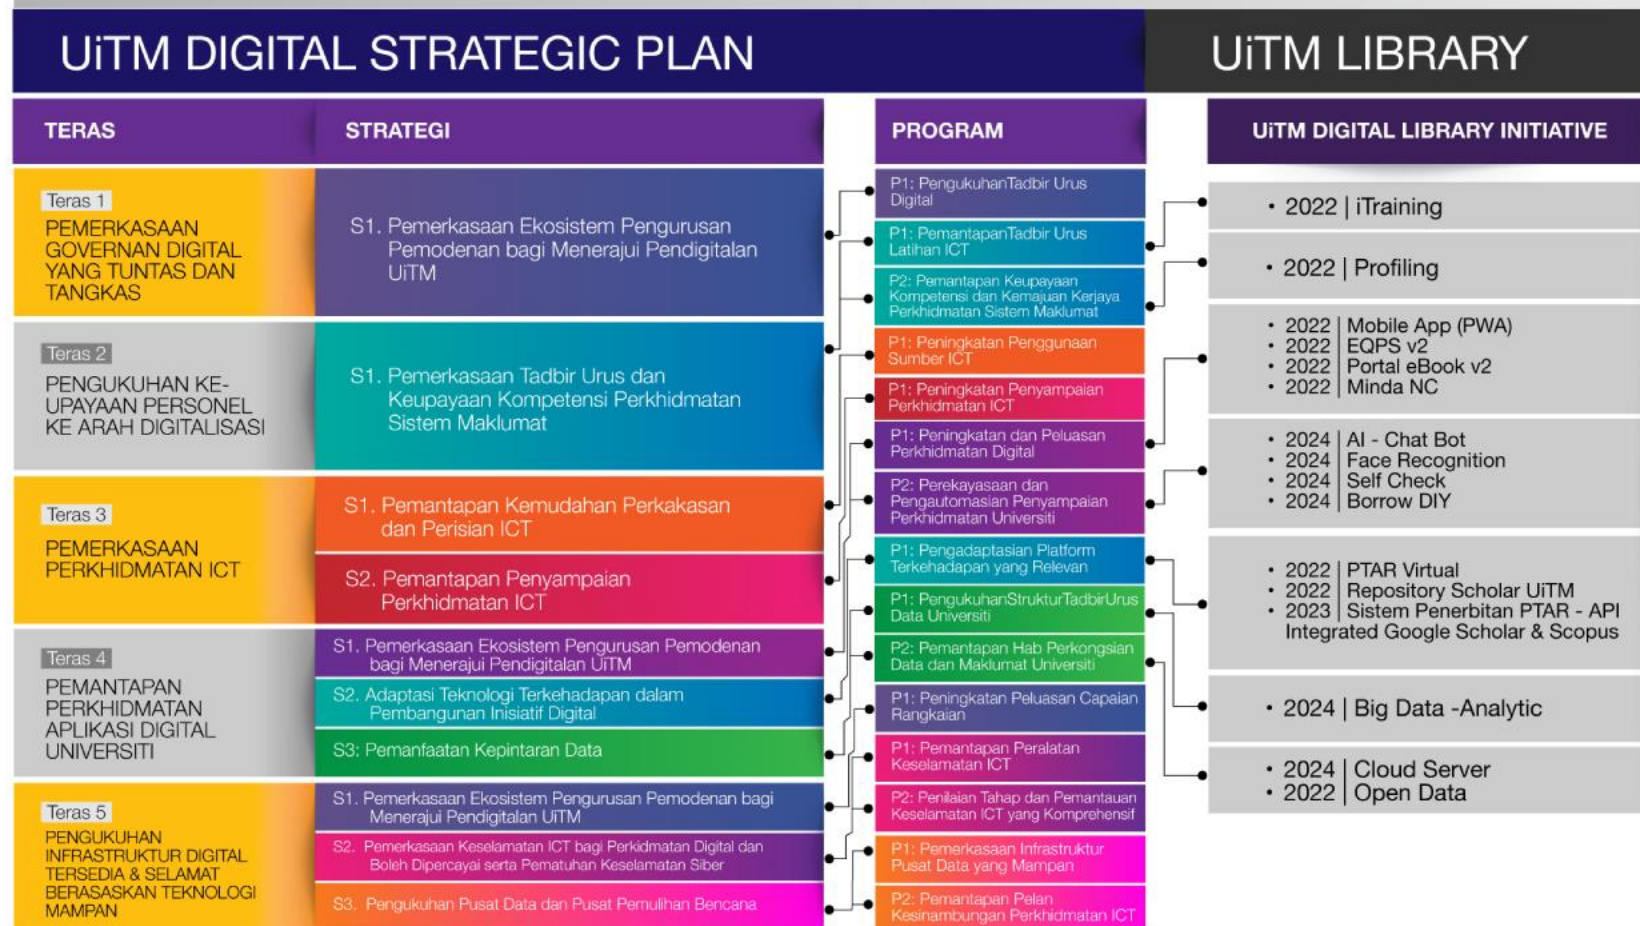 UiTM DIGITAL STRATEGIC PLAN
UiTM LIBRARY
TERAS
STRATEGI
PROGRAM
UiTM DIGITAL LIBRARY INITIATIVE
Teras 1
PEMERKASAAN
GOVERNAN DIGITAL
YANG TUNTAS DAN
TANGKAS
S1. Pemerkasaan Ekosistem Pengurusan
Pemodenan bagi Menerajui Pendigitalan
UiTM
Teras 2
PENGUKUHAN KE-
UPAYAAN PERSONEL
KE ARAH DIGITALISASI
S1. Pemerkasaan Tadbir Urus dan
Keupayaan Kompetensi Perkhidmatan
Sistem Maklumat
Teras 3
PEMERKASAAN
PERKHIDMATAN ICT
S1. Pemantapan Kemudahan Perkakasan
dan Perisian ICT
S2. Pemantapan Penyampaian
Perkhidmatan ICT
Teras 4
PEMANTAPAN
PERKHIDMATAN
APLIKASI DIGITAL
UNIVERSITI
S1. Pemerkasaan Ekosistem Pengurusan Pemodenan
bagi Menerajui Pendigitalan UiTM
S2. Adaptasi Teknologi Terkehadapan dalam
Pembangunan Inisiatif Digital
S3: Pemanfaatan Kepintaran Data
Teras 5
PENGUKUHAN
INFRASTRUKTUR DIGITAL
TERSEDIA & SELAMAT
BERASASKAN TEKNOLOGI
MAMPAN
S1. Pemerkasaan Ekosistem Pengurusan Pemodenan bagi
Menerajui Pendigitalan UiTM
S2. Pemerkasaan Keselamatan ICT bagi Perkidmatan Digital dan
Boleh Dipercayai serta Pematuhan Keselamatan Siber
S3. Pengukuhan Pusat Data dan Pusat Pemulihan Bencana
P1: PengukuhanTadbir Urus
Digital
P1: PemantapanTadbir Urus
Latihan ICT
P2: Pemantapan Keupayaan
Kompetensi dan Kemajuan Kerjaya
Perkhidmatan Sistem Maklumat
P1: Peningkatan Penggunaan
Sumber ICT
P1: Peningkatan Penyampaian
Perkhidmatan ICT
P1: Peningkatan dan Peluasan
Perkhidmatan Digital
P2: Perekayasaan dan
Pengautomasian Penyampaian
Perkhidmatan Universiti
P1: Pengadaptasian Platform
Terkehadapan yang Relevan
P1: PengukuhanStrukturTadbirUrus
Data Universiti
P2: Pemantapan Hab Perkongsian
Data dan Maklumat Universiti
P1: Peningkatan Peluasan Capaian
Rangkaian
P1: Pemantapan Peralatan
Keselamatan ICT
P2: Penilaian Tahap dan Pemantauan
Keselamatan ICT yang Komprehensif
P1: Pemerkasaan Infrastruktur
Pusat Data yang Mampan
P2: Pemantapan Pelan
Kesinambungan Perkhidmatan ICT
• 2022 | iTraining
• 2022 | Profiling
• 2022 | Mobile App (PWA)
• 2022 | EQPS v2
• 2022 | Portal eBook v2
• 2022 | Minda NC
• 2024 | AI - Chat Bot
• 2024 | Face Recognition
• 2024 | Self Check
• 2024 | Borrow DIY
• 2022 | PTAR Virtual
• 2022 | Repository Scholar UiTM
• 2023 | Sistem Penerbitan PTAR - API
Integrated Google Scholar & Scopus
• 2024 | Big Data -Analytic
• 2024 | Cloud Server
• 2022 | Open Data